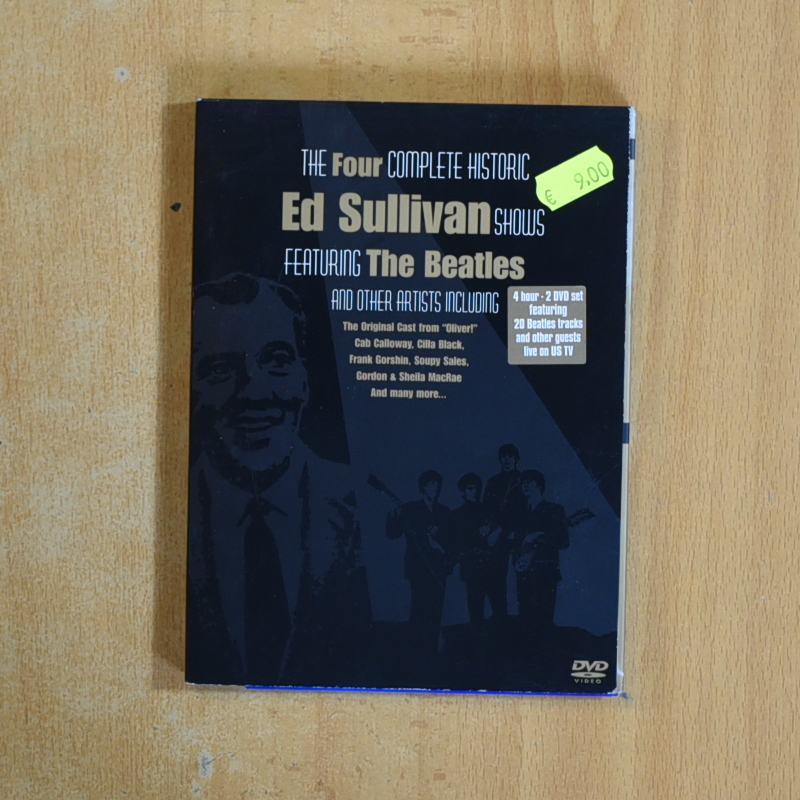 THE Four COMPLETE HISTORIC
€ 9,00
Ed Sullivan SHOWS
FEATURING The Beatles
AND OTHER ARTISTS INCLUDING
The Original Cast from "Oliver!"
Cab Calloway, Cilla Black,
Frank Gorshin, Soupy Sales,
Gordon & Sheila MacRae
And many more...
4 hour - 2 DVD set
featuring
20 Beatles tracks
and other guests
live on US TV
DVD
VIDEO